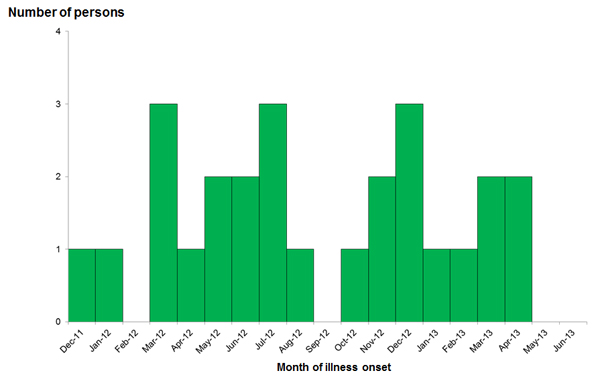 Number of persons
4
3
2
1
0
Dec-11 Jan-12 Feb-12 Mar-12 Apr-12 May-12 Jun-12 Jul-12 Aug-12 Sep-12 Oct-12 Nov-12 Dec-12 Jan-13 Feb-13 Mar-13 Apr-13 May-13 Jun-13
Month of illness onset